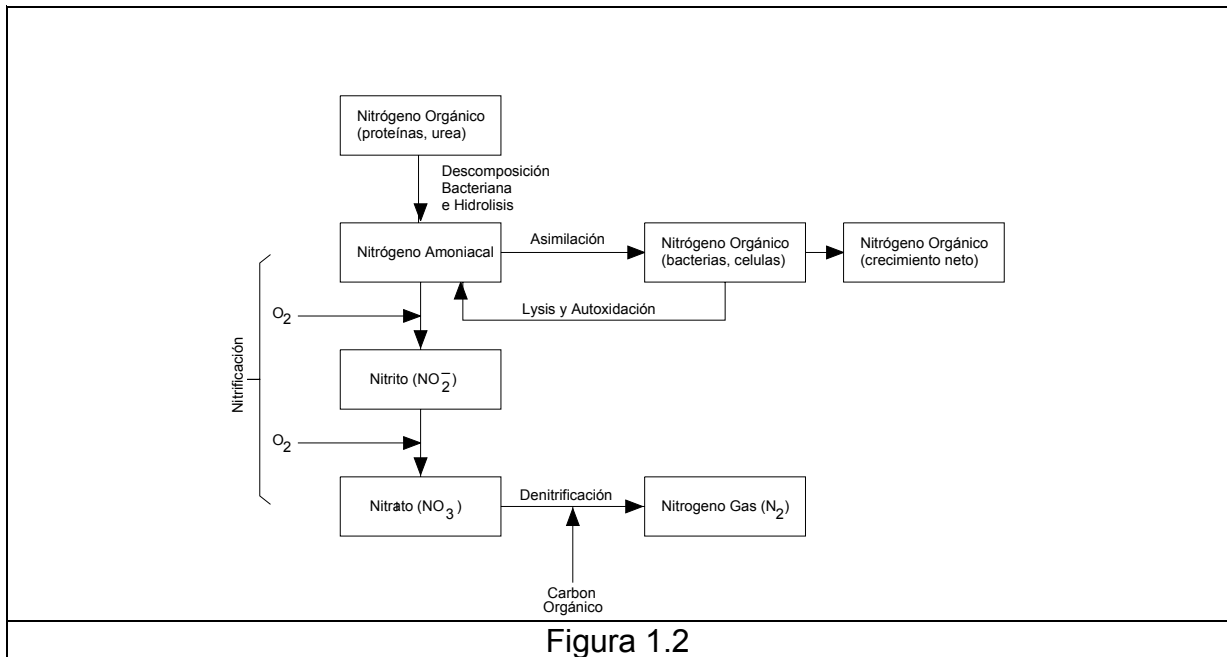 Nitrógeno Orgánico
(proteínas, urea)
Descomposición
Bacteriana
e Hidrolisis
Nitrógeno Amoniacal
Asimilación
Nitrógeno Orgánico
(bacterias, celulas)
Nitrógeno Orgánico
(crecimiento neto)
Lysis y Autoxidación
O2
Nitrificación
Nitrito (NO2–)
O2
Nitrato (NO3)
Denitrificación
Nitrogeno Gas (N2)
Carbon
Orgánico
Figura 1.2